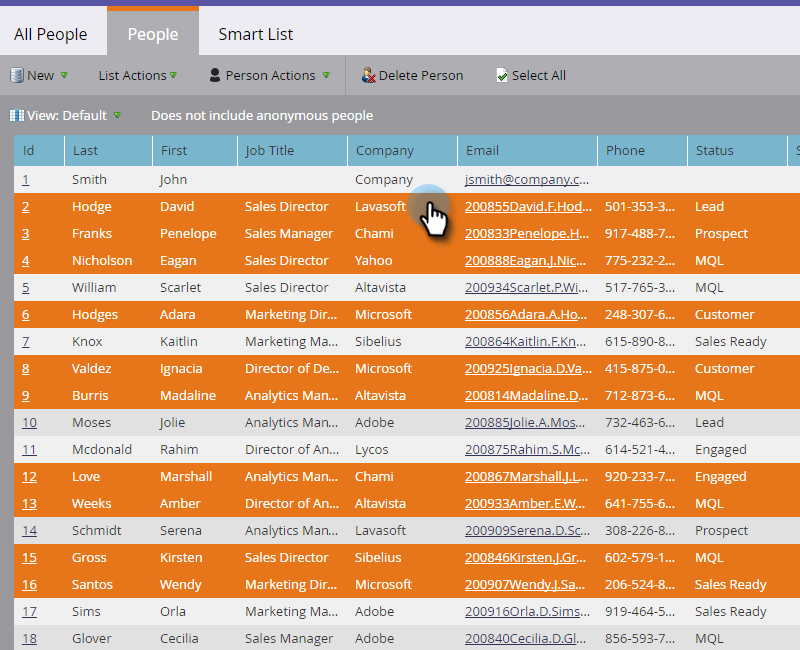 All People People Smart List
New List Actions Person Actions Delete Person Select All
View: Default Does not include anonymous people
Id Last First Job Title Company Email Phone Status S
1 Smith John Company jsmith@company.c...
2 Hodge David Sales Director Lavasoft 200855David.F.Hod... 501-353-3... Lead
3 Franks Penelope Sales Manager Chami 200833Penelope.H... 917-488-7... Prospect
4 Nicholson Eagan Sales Director Yahoo 200888Eagan.J.Nic... 775-232-2... MQL
5 William Scarlet Sales Director Altavista 200934Scarlet.P.Wi... 517-765-3... MQL
6 Hodges Adara Marketing Dir... Microsoft 200856Adara.A.Ho... 248-307-6... Customer
7 Knox Kaitlin Marketing Ma... Sibelius 200864Kaitlin.F.Kn... 615-890-8... Sales Ready
8 Valdez Ignacia Director of De... Microsoft 200925Ignacia.D.Va... 415-875-0... Customer
9 Burris Madaline Analytics Man... Altavista 200814Madaline.D... 712-873-6... MQL
10 Moses Jolie Analytics Man... Adobe 200885Jolie.A.Mos... 732-463-6... Lead
11 Mcdonald Rahim Director of An... Lycos 200875Rahim.S.Mc... 614-521-4... Engaged
12 Love Marshall Analytics Man... Chami 200867Marshall.J.L... 920-233-7... Engaged
13 Weeks Amber Director of An... Altavista 200933Amber.E.W... 641-755-6... MQL
14 Schmidt Serena Analytics Man... Lavasoft 200909Serena.D.Sc... 308-226-8... Prospect
15 Gross Kirsten Sales Director Sibelius 200846Kirsten.J.Gr... 602-579-1... MQL
16 Santos Wendy Marketing Dir... Microsoft 200907Wendy.J.Sa... 206-524-8... Sales Ready
17 Sims Orla Marketing Ma... Adobe 200916Orla.D.Sims... 919-464-5... Sales Ready
18 Glover Cecilia Sales Manager Adobe 200840Cecilia.D.Gl... 856-593-7... MQL